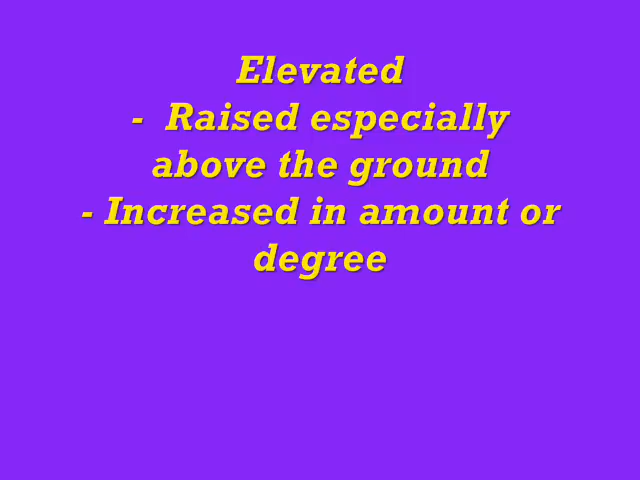 Elevated
-  Raised especially
above the ground
- Increased in amount or
degree